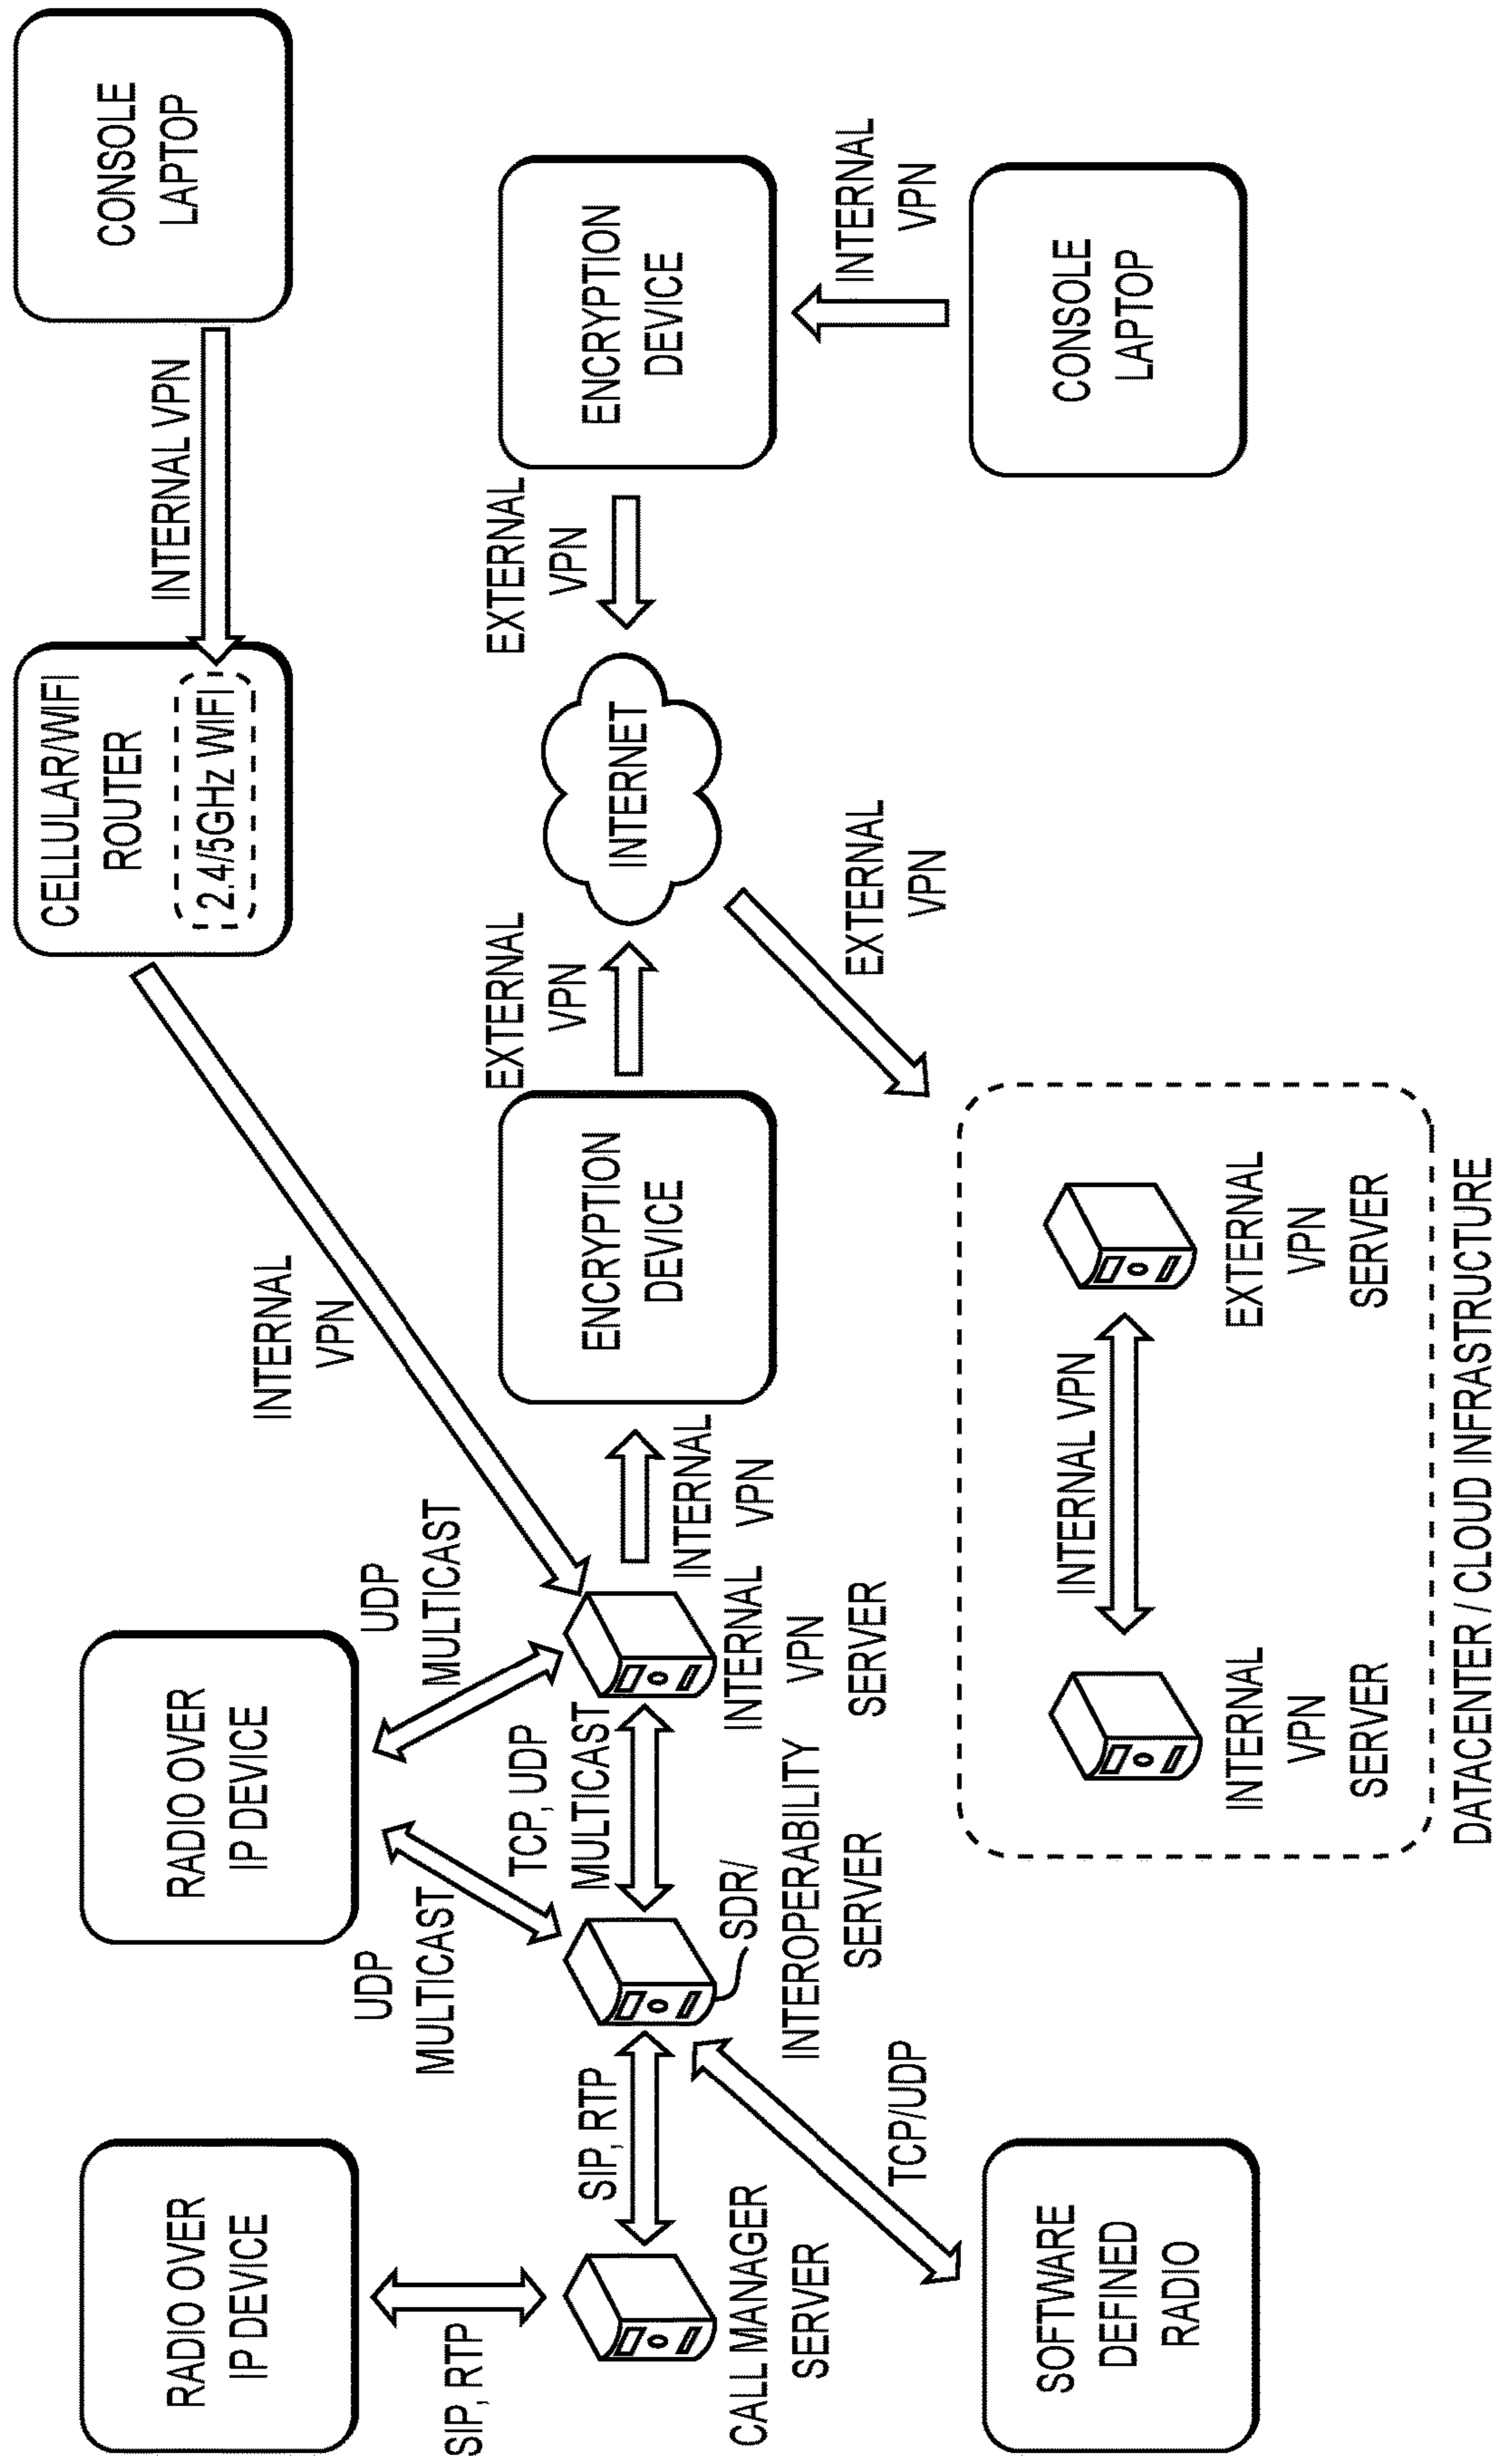 RADIO OVER
IP DEVICE
SIP, RTP
CALL MANAGER
SERVER
SOFTWARE
DEFINED
RADIO
SIP, RTP
TCP/UDP
RADIO OVER
IP DEVICE
UDP
MULTICAST
UDP
MULTICAST
TCP, UDP
MULTICAST
SDR/
INTEROPERABILITY
SERVER
INTERNAL
VPN
SERVER
INTERNAL
VPN
INTERNAL
VPN
ENCRYPTION
DEVICE
EXTERNAL
VPN
CELLULAR/WIFI
ROUTER
2.4/5GHz WIFI
INTERNAL VPN
CONSOLE
LAPTOP
INTERNET
EXTERNAL
VPN
ENCRYPTION
DEVICE
INTERNAL
VPN
CONSOLE
LAPTOP
EXTERNAL
VPN
INTERNAL VPN
INTERNAL
VPN
SERVER
EXTERNAL
VPN
SERVER
DATACENTER / CLOUD INFRASTRUCTURE